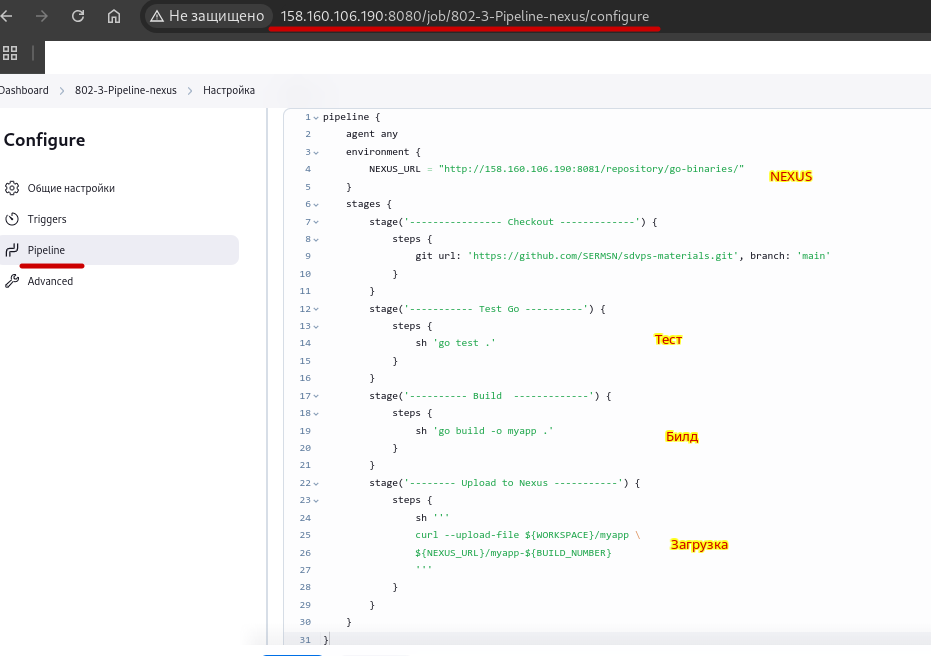 Не защищено 158.160.106.190:8080/job/802-3-Pipeline-nexus/configure
Dashboard > 802-3-Pipeline-nexus > Настройка
Configure
Общие настройки
Triggers
Pipeline
Advanced
1 pipeline {
2     agent any
3     environment {
4         NEXUS_URL = "http://158.160.106.190:8081/repository/go-binaries/"
NEXUS
5     }
6     stages {
7         stage('---------------- Checkout -------------') {
8             steps {
9                 git url: 'https://github.com/SERMSN/sdvps-materials.git', branch: 'main'
10             }
11         }
12         stage('----------- Test Go ----------') {
13             steps {
14                 sh 'go test .'
Тест
15             }
16         }
17         stage('---------- Build  -------------') {
18             steps {
19                 sh 'go build -o myapp .'
Билд
20             }
21         }
22         stage('-------- Upload to Nexus -----------') {
23             steps {
24                 sh '''
25                 curl --upload-file ${WORKSPACE}/myapp \
Загрузка
26                 ${NEXUS_URL}/myapp-${BUILD_NUMBER}
27                 '''
28             }
29         }
30     }
31 }